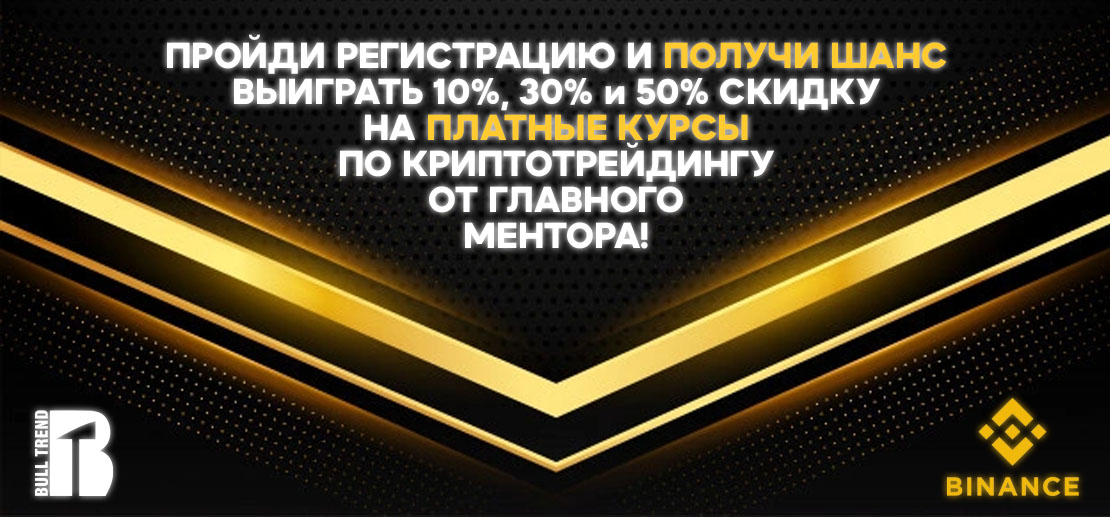 ПРОЙДИ РЕГИСТРАЦИЮ И ПОЛУЧИ ШАНС
ВЫИГРАТЬ 10%, 30% и 50% СКИДКУ
НА ПЛАТНЫЕ КУРСЫ
ПО КРИПТОТРЕЙДИНГУ
ОТ ГЛАВНОГО
МЕНТОРА!
BULL TREND
BINANCE